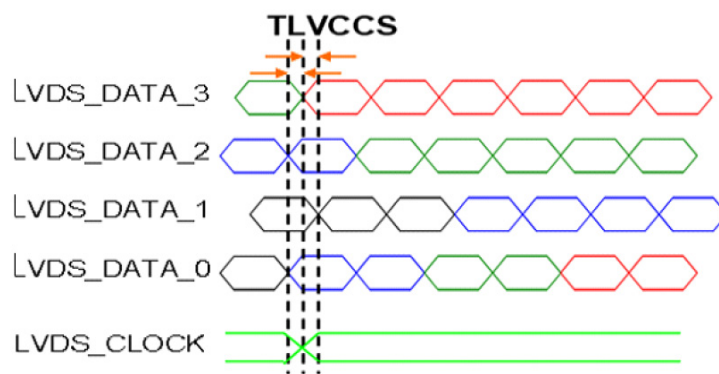 TLVCCS
LVDS_DATA_3
LVDS_DATA_2
LVDS_DATA_1
LVDS_DATA_0
LVDS_CLOCK